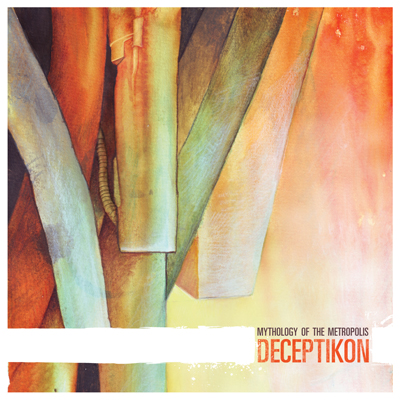 MYTHOLOGY OF THE METROPOLIS
DECEPTIKON